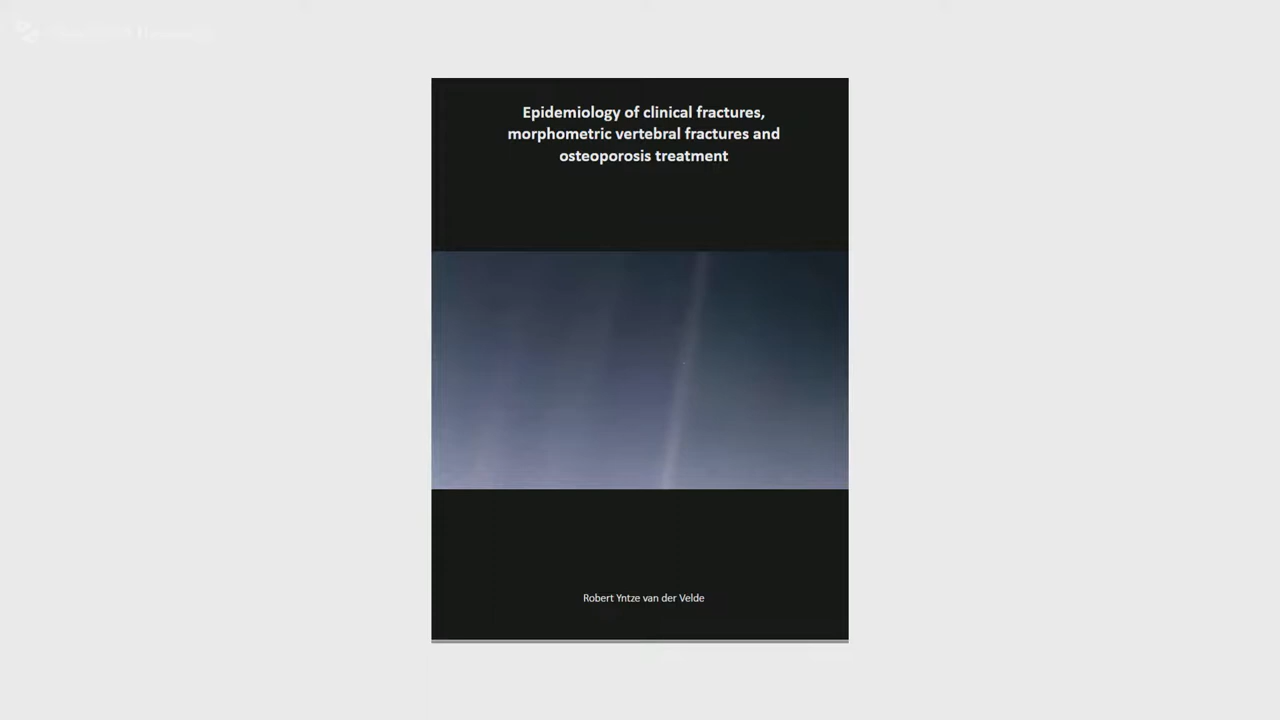 Epidemiology of clinical fractures,
morphometric vertebral fractures and
osteoporosis treatment
Robert Yntze van der Velde